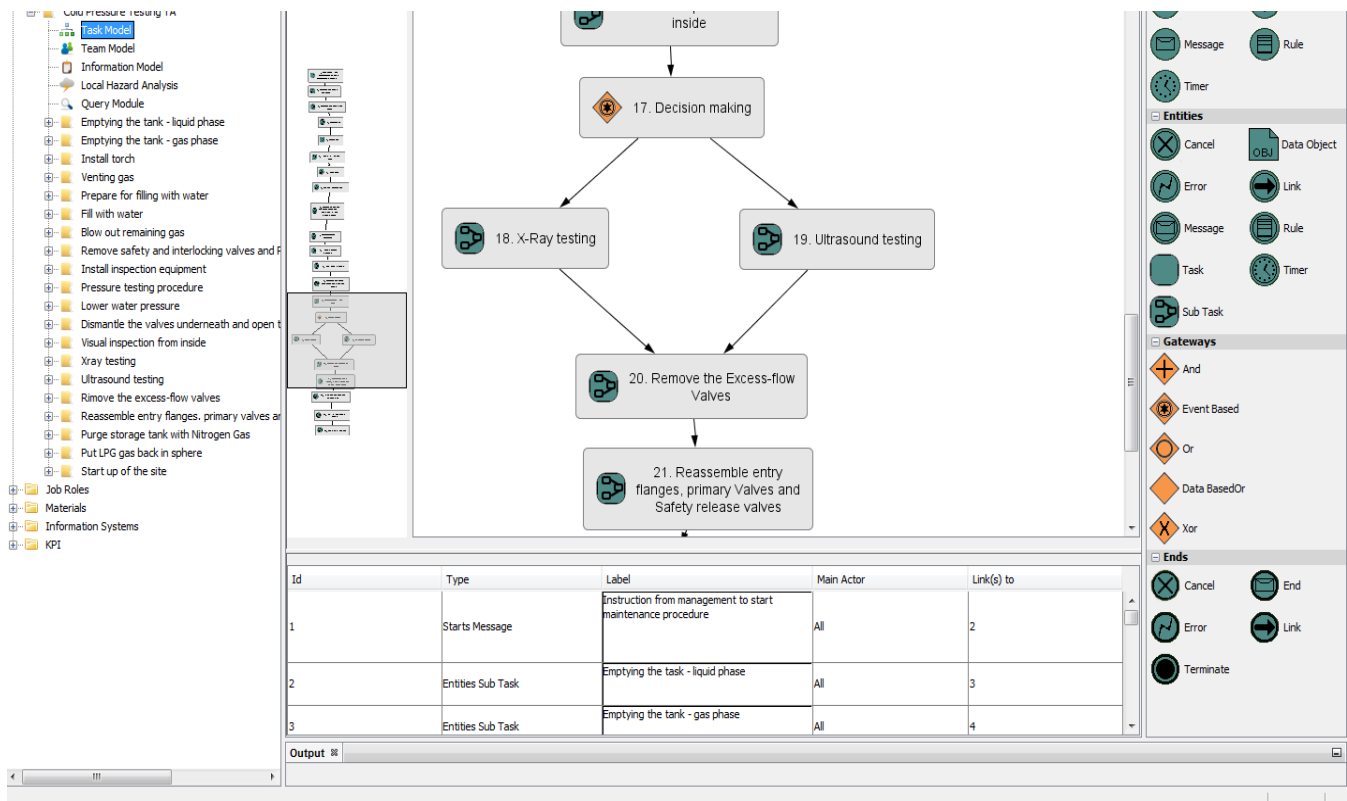 Cold Pressure Testing TA
Task Model
Team Model
Information Model
Local Hazard Analysis
Query Module
Emptying the tank - liquid phase
Emptying the tank - gas phase
Install torch
Venting gas
Prepare for filling with water
Fill with water
Blow out remaining gas
Remove safety and interlocking valves and P
Install inspection equipment
Pressure testing procedure
Lower water pressure
Dismantle the valves underneath and open t
Visual inspection from inside
Xray testing
Ultrasound testing
Rimove the excess-flow valves
Reassemble entry flanges, primary valves ar
Purge storage tank with Nitrogen Gas
Put LPG gas back in sphere
Start up of the site
Job Roles
Materials
Information Systems
KPI
inside
17. Decision making
18. X-Ray testing
19. Ultrasound testing
20. Remove the Excess-flow
Valves
21. Reassemble entry
flanges, primary Valves and
Safety release valves
Id Type Label Main Actor Link(s) to
1 Starts Message Instruction from management to start
maintenance procedure All 2
2 Entities Sub Task Emptying the task - liquid phase All 3
3 Entities Sub Task Emptying the tank - gas phase All 4
Output
Message Rule
Timer
Entities
Cancel OBJ Data Object
Error Link
Message Rule
Task Timer
Sub Task
Gateways
And
Event Based
Or
Data BasedOr
Xor
Ends
Cancel End
Error Link
Terminate